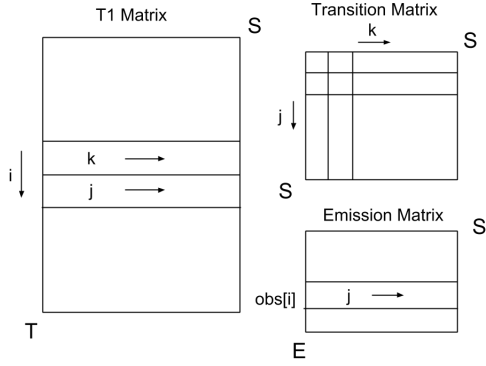 T1 Matrix
S
k
j
i
T
Transition Matrix
k
S
j
S
Emission Matrix
S
obs[i]
j
E